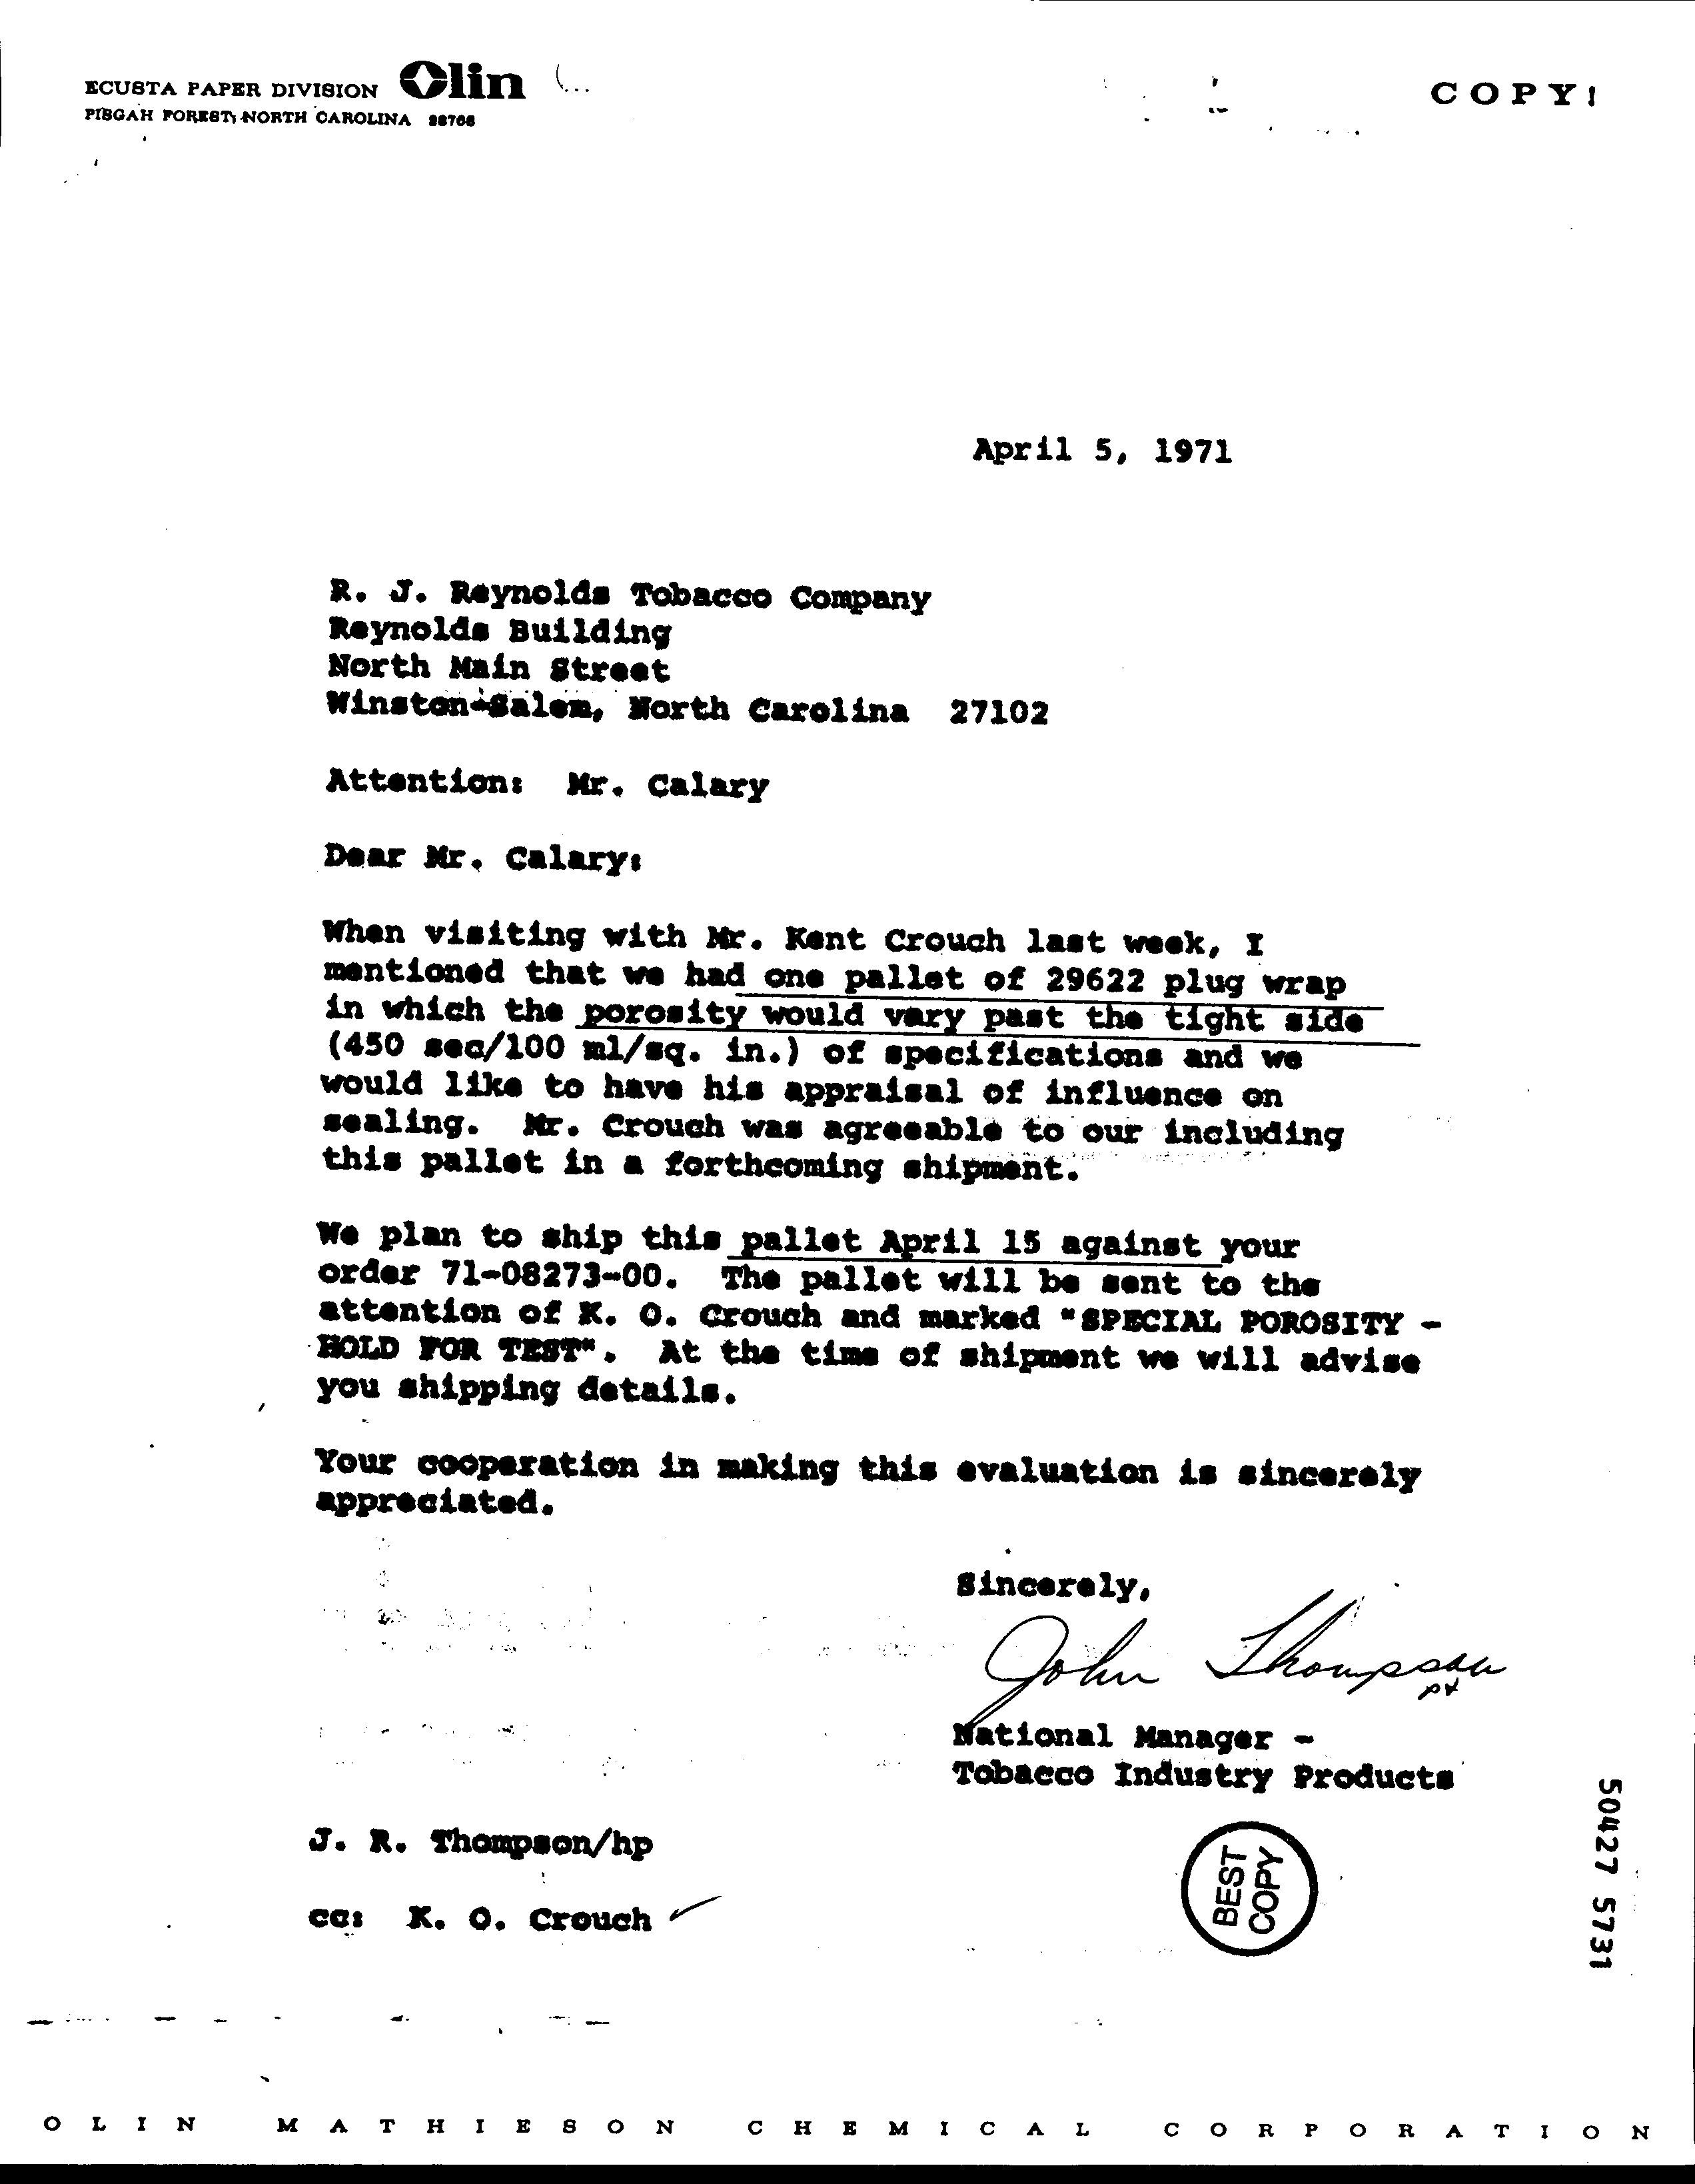 ECUSTA PAPER DIVISION Olin
PISGAH FOREST, NORTH CAROLINA 28768
COPY!
April 5, 1971
R. J. Reynolds Tobacco Company
Reynolds Building
North Main Street
Winston-Salem, North Carolina 27102
Attention: Mr. Calary
Dear Mr. Calary:
When visiting with Mr. Kent Crouch last week, I
mentioned that we had one pallet of 29622 plug wrap
in which the porosity would vary past the tight side
(450 sec/100 ml/sq. in.) of specifications and we
would like to have his appraisal of influence on
sealing. Mr. Crouch was agreeable to our including
this pallet in a forthcoming shipment.
We plan to ship this pallet April 15 against your
order 71-08273-00. The pallet will be sent to the
attention of K. O. Crouch and marked "SPECIAL POROSITY -
HOLD FOR TEST". At the time of shipment we will advise
you shipping details.
Your cooperation in making this evaluation is sincerely
appreciated.
Sincerely,
John Thompson
National Manager -
Tobacco Industry Products
J. R. Thompson/hp
cc: K. O. Crouch
BEST
COPY
50427 5731
OLIN MATHIESON CHEMICAL CORPORATION